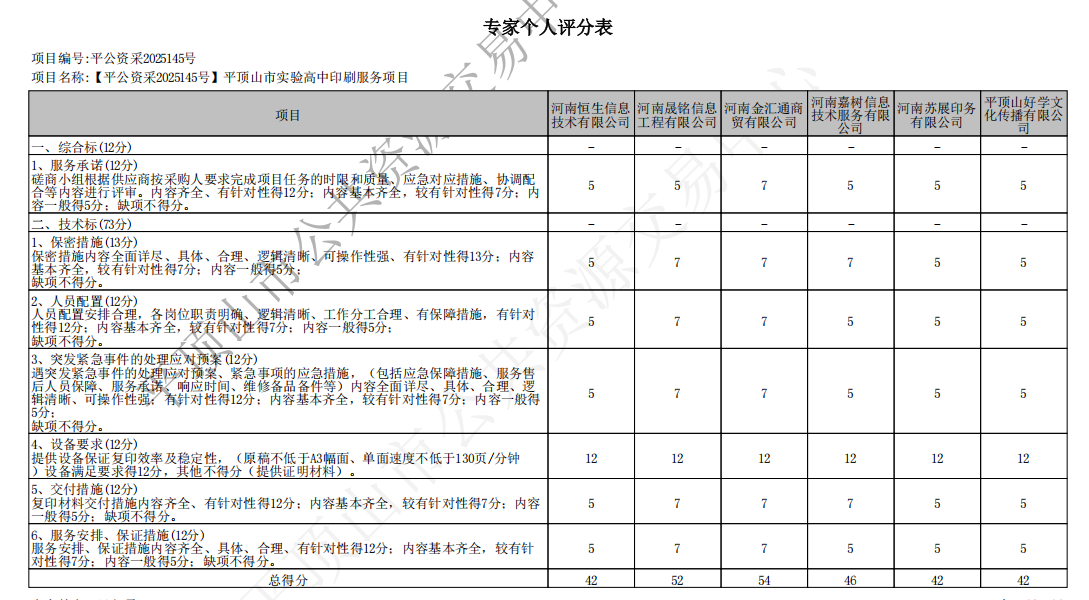 专家个人评分表
项目编号:平公资采2025145号
项目名称:【平公资采2025145号】平顶山市实验高中印刷服务项目
项目 河南恒生信息技术有限公司 河南晟铭信息工程有限公司 河南金汇通商贸有限公司 河南嘉树信息技术服务有限公司 河南苏展印务有限公司 平顶山好学文化传播有限公司
一、综合标(12分) － － － － － －
1、服务承诺(12分)
磋商小组根据供应商按采购人要求完成项目任务的时限和质量，应急对应措施、协调配
合等内容进行评审。内容齐全、有针对性得12分；内容基本齐全，较有针对性得7分；内
容一般得5分；缺项不得分。
5 5 7 5 5 5
二、技术标(73分) － － － － － －
1、保密措施(13分)
保密措施内容全面详尽、具体、合理、逻辑清晰、可操作性强、有针对性得13分；内容
基本齐全，较有针对性得7分；内容一般得5分；
缺项不得分。
5 7 7 7 5 5
2、人员配置(12分)
人员配置安排合理，各岗位职责明确、逻辑清晰、工作分工合理、有保障措施，有针对
性得12分；内容基本齐全，较有针对性得7分；内容一般得5分；
缺项不得分。
5 7 7 5 5 5
3、突发紧急事件的处理应对预案(12分)
遇突发紧急事件的处理应对预案、紧急事项的应急措施，（包括应急保障措施、服务售
后人员保障、服务承诺、响应时间、维修备品备件等）内容全面详尽、具体、合理、逻
辑清晰、可操作性强，有针对性得12分；内容基本齐全，较有针对性得7分；内容一般得
5分；
缺项不得分。
5 7 7 5 5 5
4、设备要求(12分)
提供设备保证复印效率及稳定性，（原稿不低于A3幅面、单面速度不低于130页/分钟
）设备满足要求得12分，其他不得分（提供证明材料）。
12 12 12 12 12 12
5、交付措施(12分)
复印材料交付措施内容齐全、有针对性得12分；内容基本齐全，较有针对性得7分；内容
一般得5分；缺项不得分。
5 7 7 7 5 5
6、服务安排、保证措施(12分)
服务安排、保证措施内容齐全、具体、合理、有针对性得12分；内容基本齐全，较有针
对性得7分；内容一般得5分；缺项不得分。
5 7 7 5 5 5
总得分 42 52 54 46 42 42
平顶山市公共资源交易中
平顶山市公共资源交易中心